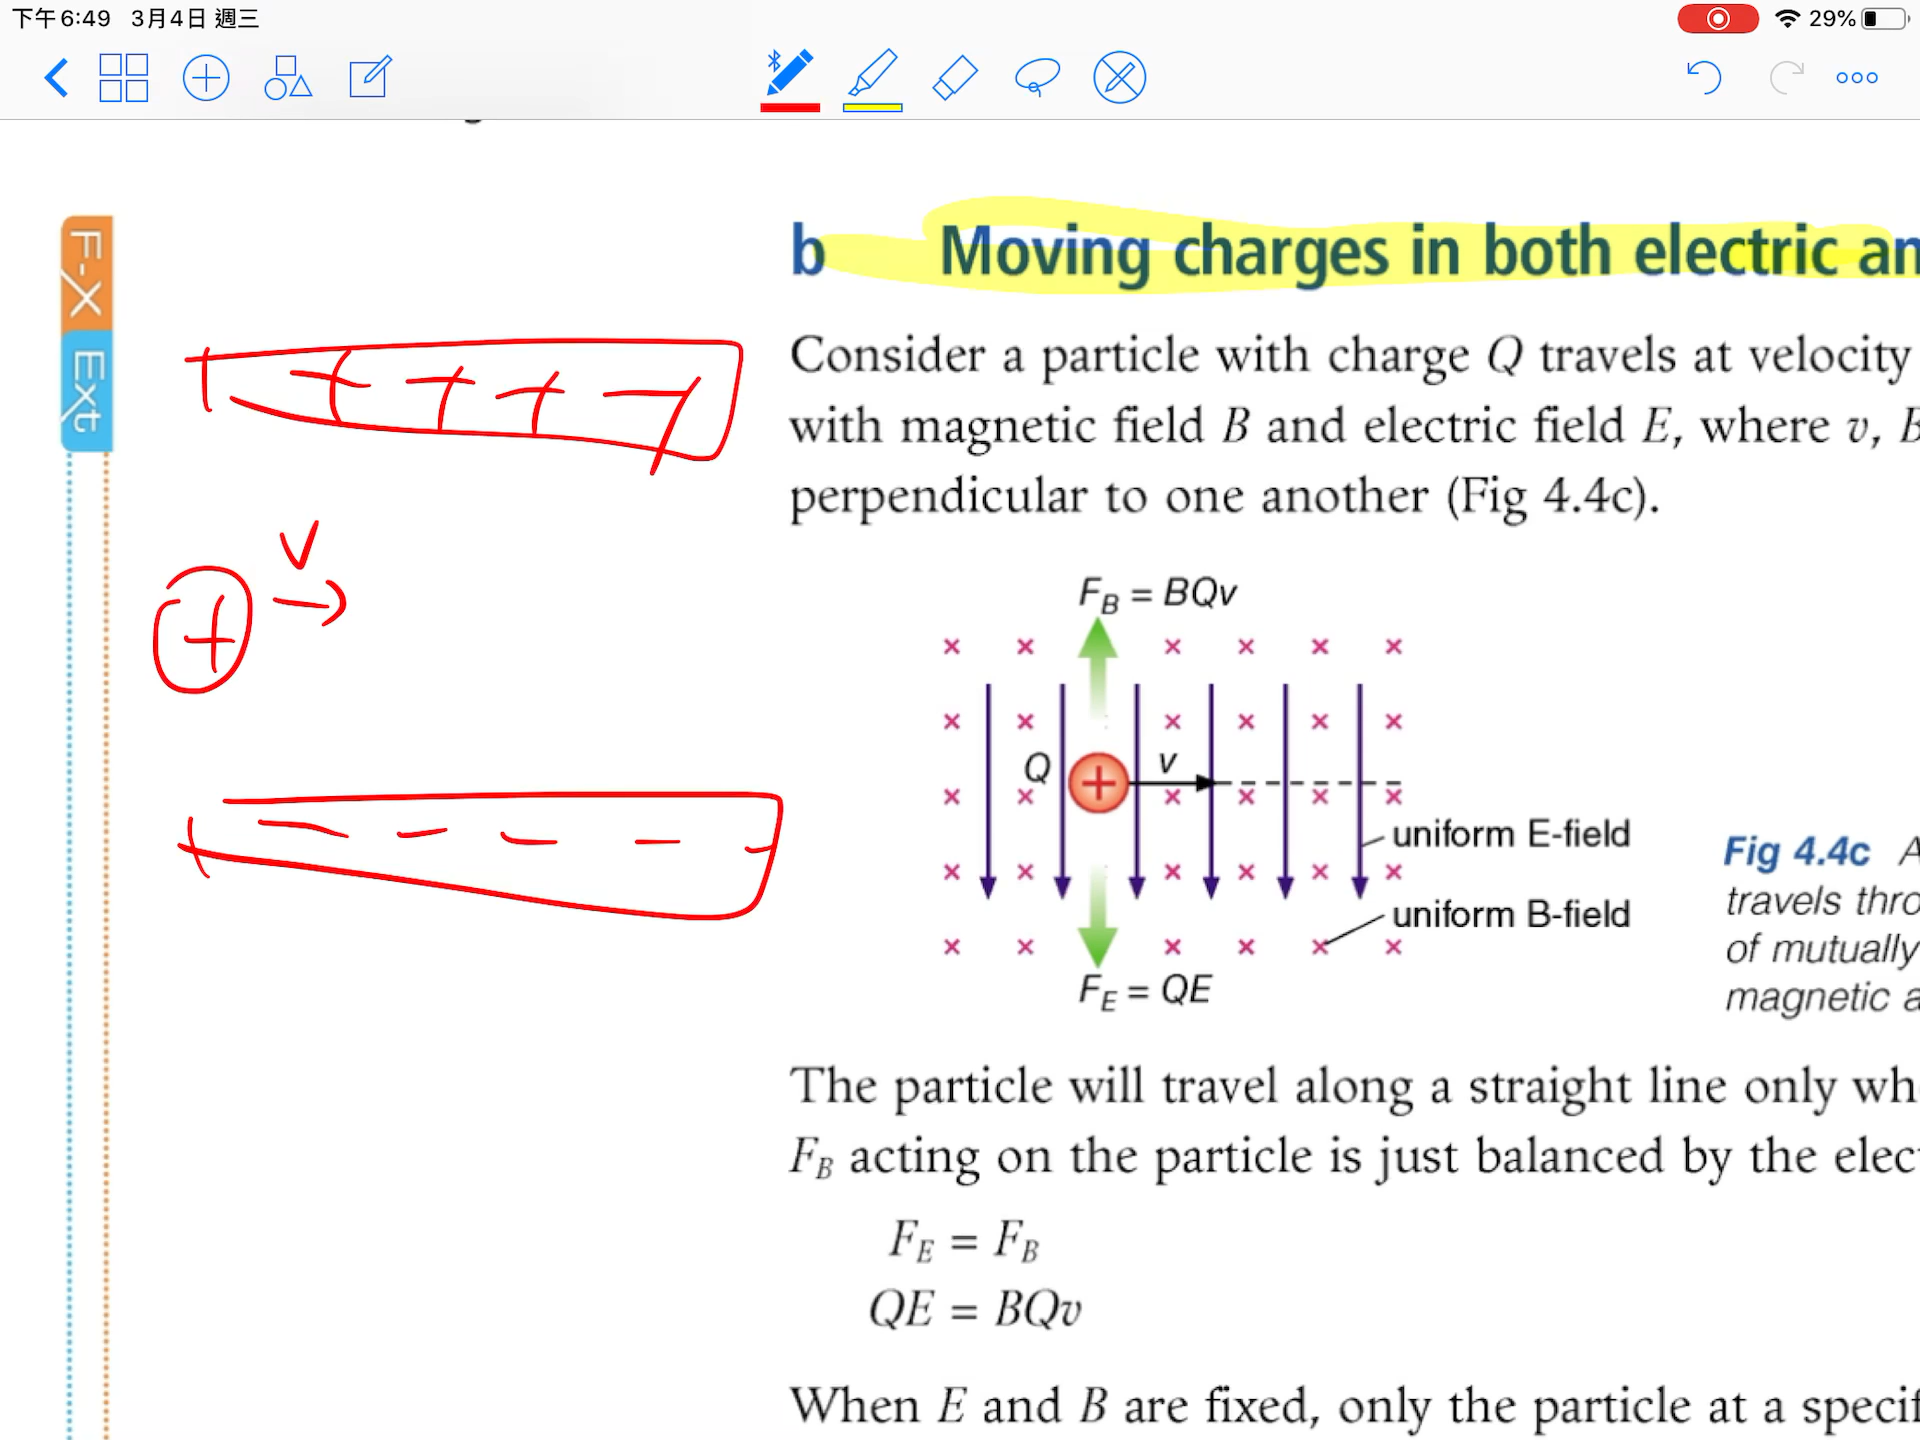 下午6:49 3月4日 週三
29%
F-X
Ext
b Moving charges in both electric an
Consider a particle with charge Q travels at velocity
with magnetic field B and electric field E, where v, B
perpendicular to one another (Fig 4.4c).
+ + + +
v
+
− − − − −
F_B = BQv
Q
+
v
uniform E-field
uniform B-field
F_E = QE
Fig 4.4c A
travels thro
of mutually
magnetic a
The particle will travel along a straight line only wh
F_B acting on the particle is just balanced by the elec
F_E = F_B
QE = BQv
When E and B are fixed, only the particle at a specif